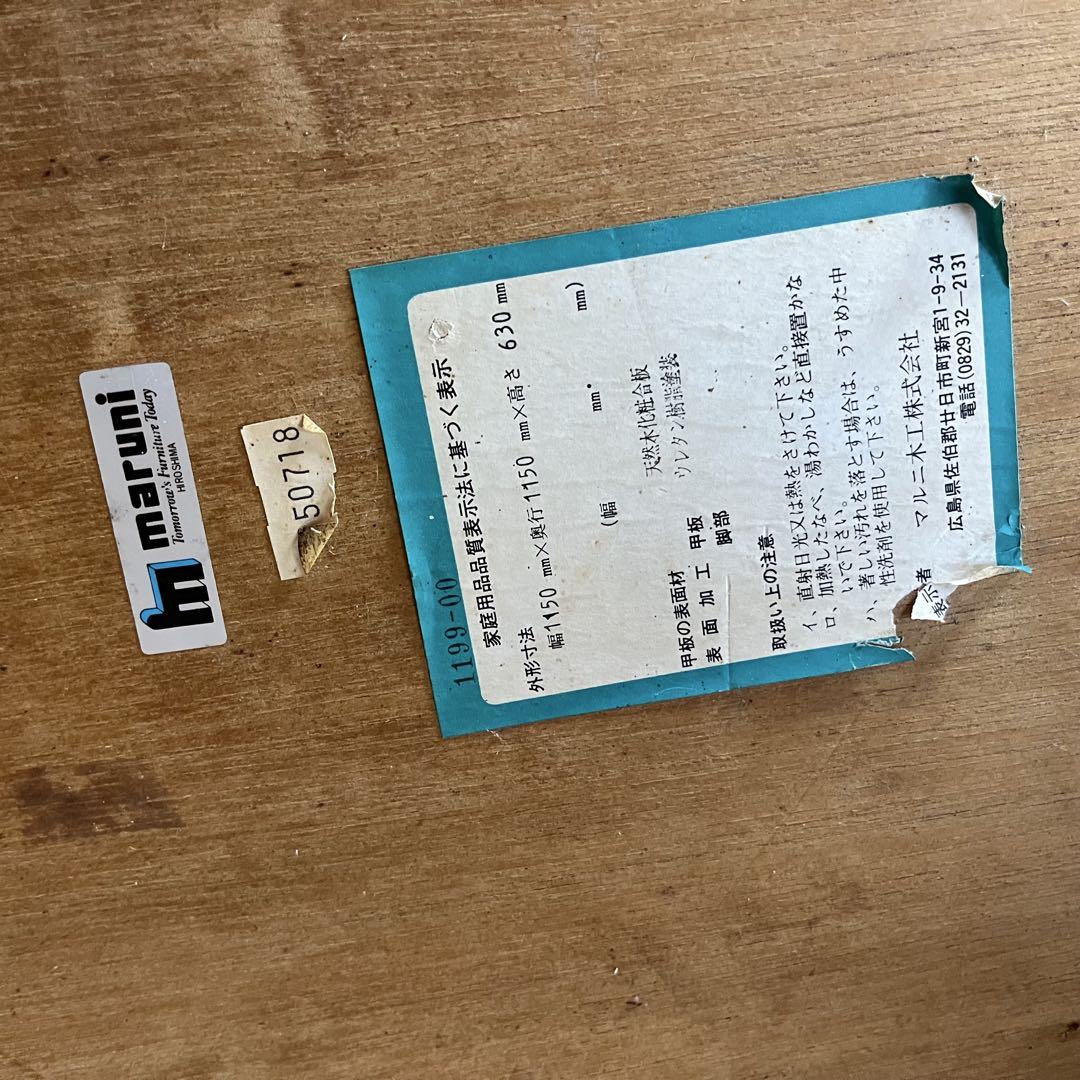 maruni
Tomorrow's Furniture Today
HIROSHIMA
50718
1199-00
家庭用品品質表示法に基づく表示
外形寸法
幅1150 mm×奥行1150 mm×高さ 630 mm
(幅 mm・ mm)
甲板の表面材 天然木化粧合板
表面加工 甲板 ウレタン樹脂塗装
脚部
取扱い上の注意
イ、直射日光又は熱をさけて下さい。
ロ、加熱したなべ、湯わかしなど直接置かな
いで下さい。
ハ、著しい汚れを落とす場合は、うすめた中
性洗剤を使用して下さい。
表示者 マルニ木工株式会社
広島県佐伯郡廿日市町新宮1-9-34
電話(0829)32-2131